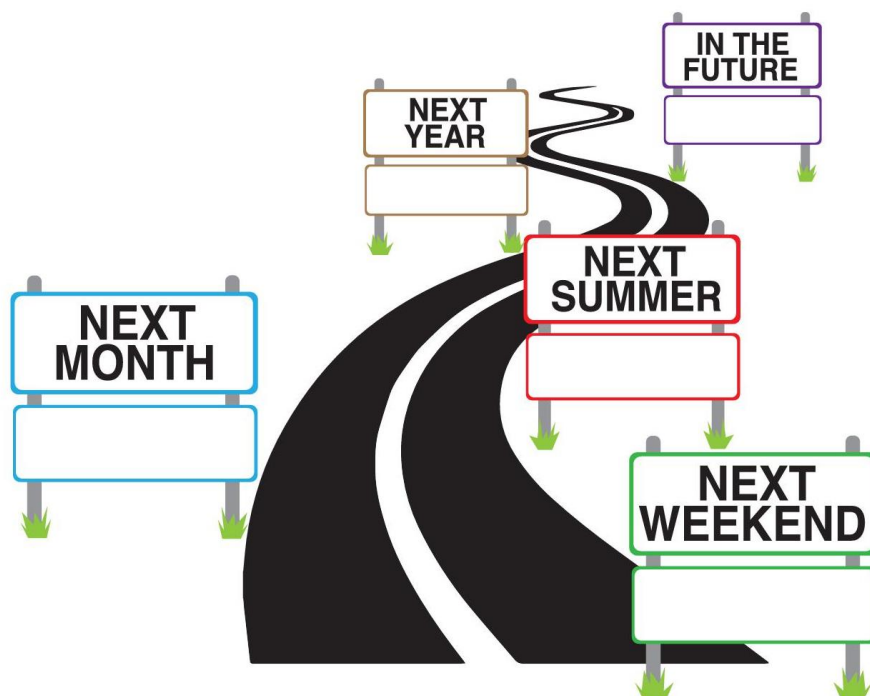 IN THE
FUTURE
NEXT
YEAR
NEXT
SUMMER
NEXT
MONTH
NEXT
WEEKEND